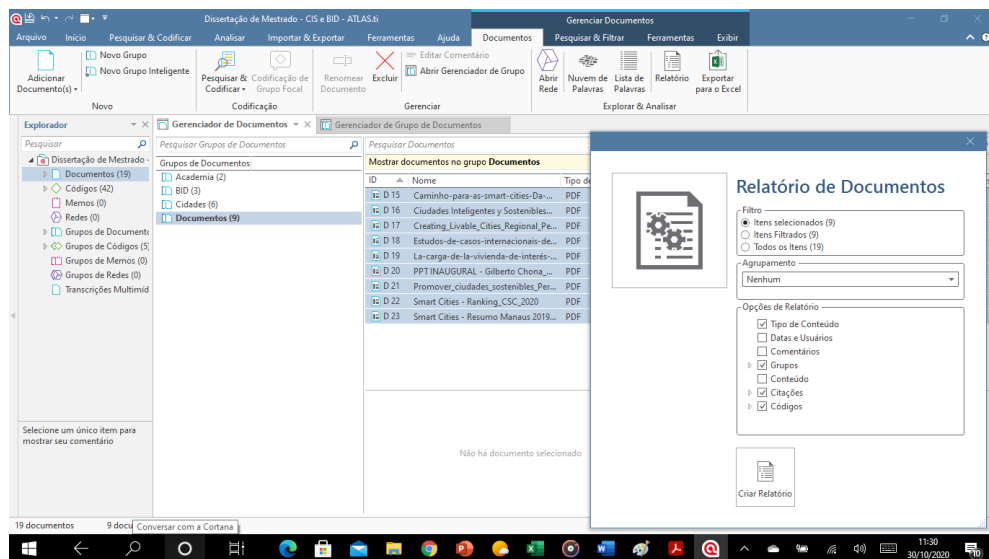 Dissertação de Mestrado - CIS e BID - ATLAS.ti
Gerenciar Documentos
Arquivo Início Pesquisar & Codificar Analisar Importar & Exportar Ferramentas Ajuda Documentos Pesquisar & Filtrar Ferramentas Exibir
Adicionar Documento(s)
Novo Grupo
Novo Grupo Inteligente
Novo
Pesquisar & Codificar
Codificação de Grupo Focal
Codificação
Renomear Documento
Excluir
Editar Comentário
Abrir Gerenciador de Grupo
Gerenciar
Abrir Rede
Nuvem de Palavras
Lista de Palavras
Relatório
Exportar para o Excel
Explorar & Analisar
Explorador
Pesquisar
Dissertação de Mestrado -
Documentos (19)
Códigos (42)
Memos (0)
Redes (0)
Grupos de Document
Grupos de Códigos (5)
Grupos de Memos (0)
Grupos de Redes (0)
Transcrições Multimíd
Selecione um único item para
mostrar seu comentário
Gerenciador de Documentos
Gerenciador de Grupo de Documentos
Pesquisar Grupos de Documentos
Grupos de Documentos
Academia (2)
BID (3)
Cidades (6)
Documentos (9)
Pesquisar Documentos
Mostrar documentos no grupo Documentos
ID Nome Tipo de
D 15 Caminho-para-as-smart-cities-Da-... PDF
D 16 Ciudades Inteligentes y Sostenibles... PDF
D 17 Creating_Livable_Cities_Regional_Pe... PDF
D 18 Estudos-de-casos-internacionais-de... PDF
D 19 La-carga-de-la-vivienda-de-interés-... PDF
D 20 PPT INAUGURAL - Gilberto Chona_... PDF
D 21 Promover_ciudades_sostenibles_Per... PDF
D 22 Smart Cities - Ranking_CSC_2020 PDF
D 23 Smart Cities - Resumo Manaus 2019... PDF
Não há documento selecionado
Relatório de Documentos
Filtro
Itens selecionados (9)
Itens Filtrados (9)
Todos os Itens (19)
Agrupamento
Nenhum
Opções de Relatório
Tipo de Conteúdo
Datas e Usuários
Comentários
Grupos
Conteúdo
Citações
Códigos
Criar Relatório
19 documentos 9 docu
Conversar com a Cortana
11:30
30/10/2020